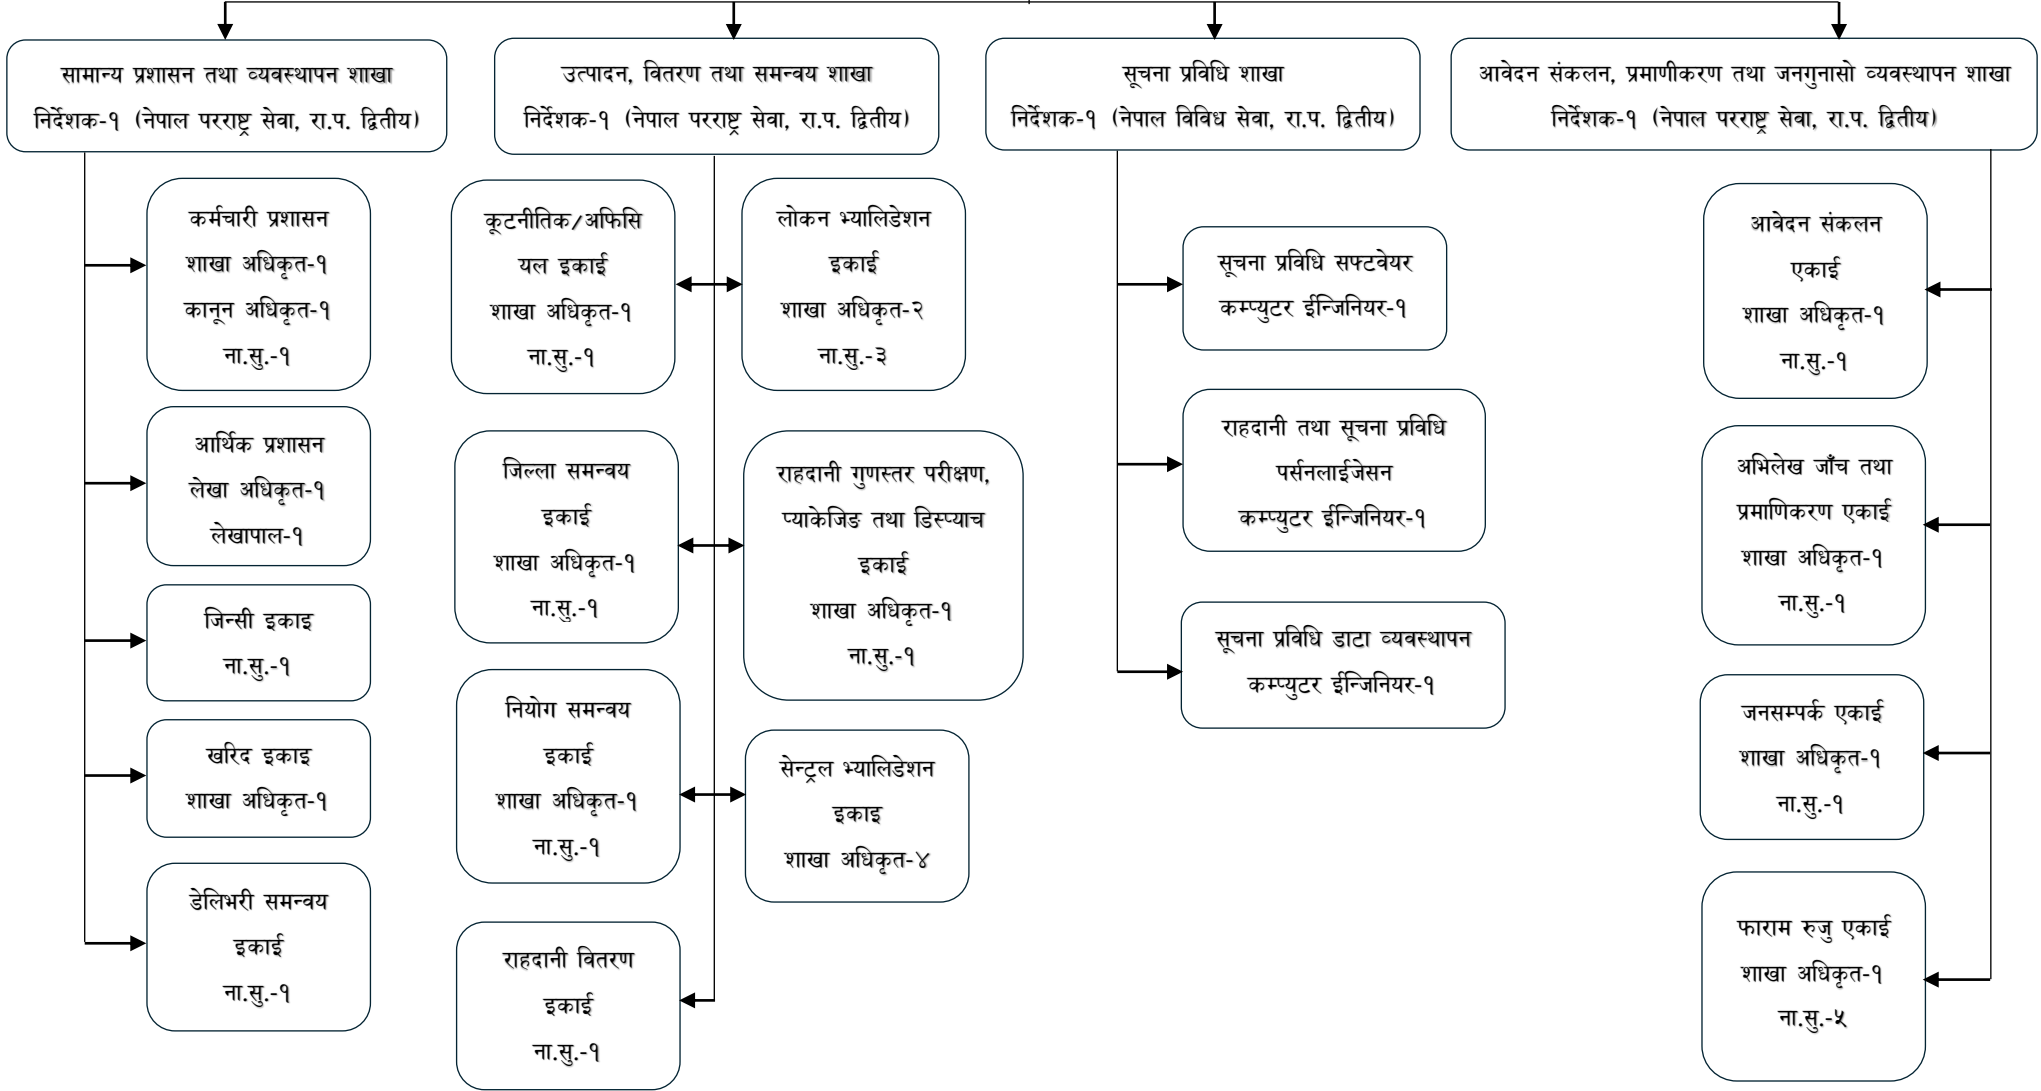 सामान्य प्रशासन तथा व्यवस्थापन शाखा
निर्देशक-१ (नेपाल परराष्ट्र सेवा, रा.प. द्वितीय)
कर्मचारी प्रशासन
शाखा अधिकृत-१
कानून अधिकृत-१
ना.सु.-१
आर्थिक प्रशासन
लेखा अधिकृत-१
लेखापाल-१
जिन्सी इकाइ
ना.सु.-१
खरिद इकाइ
शाखा अधिकृत-१
डेलिभरी समन्वय
इकाई
ना.सु.-१
उत्पादन, वितरण तथा समन्वय शाखा
निर्देशक-१ (नेपाल परराष्ट्र सेवा, रा.प. द्वितीय)
कूटनीतिक/अफिसि
यल इकाई
शाखा अधिकृत-१
ना.सु.-१
लोकन भ्यालिडेशन
इकाई
शाखा अधिकृत-२
ना.सु.-३
जिल्ला समन्वय
इकाई
शाखा अधिकृत-१
ना.सु.-१
राहदानी गुणस्तर परीक्षण,
प्याकेजिङ तथा डिस्प्याच
इकाई
शाखा अधिकृत-१
ना.सु.-१
नियोग समन्वय
इकाई
शाखा अधिकृत-१
ना.सु.-१
सेन्ट्रल भ्यालिडेशन
इकाइ
शाखा अधिकृत-४
राहदानी वितरण
इकाई
ना.सु.-१
सूचना प्रविधि शाखा
निर्देशक-१ (नेपाल विविध सेवा, रा.प. द्वितीय)
सूचना प्रविधि सफ्टवेयर
कम्प्युटर ईन्जिनियर-१
राहदानी तथा सूचना प्रविधि
पर्सनलाईजेसन
कम्प्युटर ईन्जिनियर-१
सूचना प्रविधि डाटा व्यवस्थापन
कम्प्युटर ईन्जिनियर-१
आवेदन संकलन, प्रमाणीकरण तथा जनगुनासो व्यवस्थापन शाखा
निर्देशक-१ (नेपाल परराष्ट्र सेवा, रा.प. द्वितीय)
आवेदन संकलन
एकाई
शाखा अधिकृत-१
ना.सु.-१
अभिलेख जाँच तथा
प्रमाणिकरण एकाई
शाखा अधिकृत-१
ना.सु.-१
जनसम्पर्क एकाई
शाखा अधिकृत-१
ना.सु.-१
फाराम रुजु एकाई
शाखा अधिकृत-१
ना.सु.-५